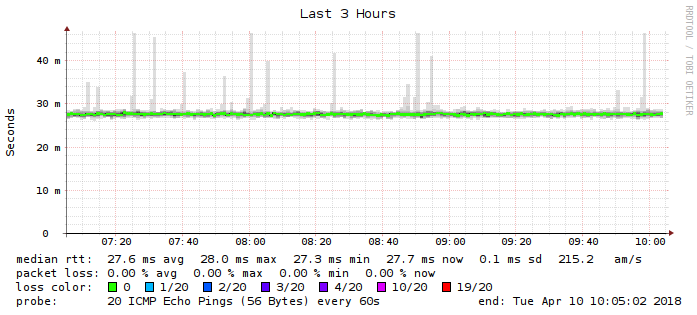 Last 3 Hours
RRDTOOL / TOBI OETIKER
Seconds
40 m
30 m
20 m
10 m
0
07:20 07:40 08:00 08:20 08:40 09:00 09:20 09:40 10:00
median rtt: 27.6 ms avg 28.0 ms max 27.3 ms min 27.7 ms now 0.1 ms sd 215.2 am/s
packet loss: 0.00 % avg 0.00 % max 0.00 % min 0.00 % now
loss color: 0 1/20 2/20 3/20 4/20 10/20 19/20
probe: 20 ICMP Echo Pings (56 Bytes) every 60s end: Tue Apr 10 10:05:02 2018